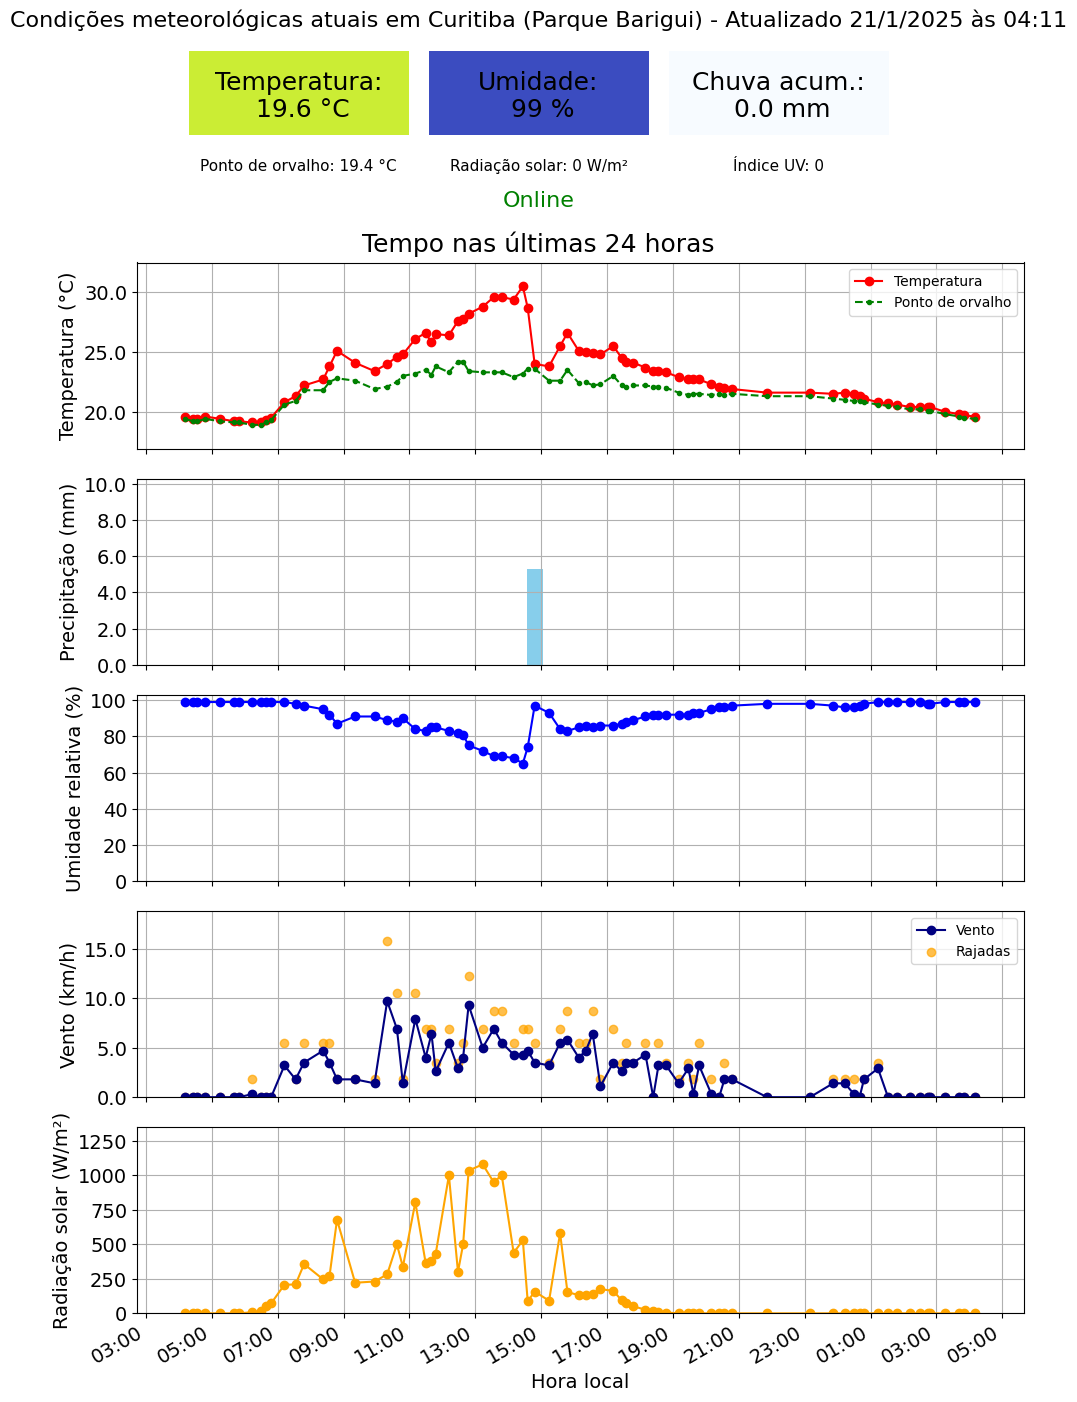 Condições meteorológicas atuais em Curitiba (Parque Barigui) - Atualizado 21/1/2025 às 04:11
Temperatura:
19.6 °C
Umidade:
99 %
Chuva acum.:
0.0 mm
Ponto de orvalho: 19.4 °C
Radiação solar: 0 W/m²
Índice UV: 0
Online
Tempo nas últimas 24 horas
Temperatura (°C)
30.0
25.0
20.0
Temperatura
Ponto de orvalho
Precipitação (mm)
10.0
8.0
6.0
4.0
2.0
0.0
Umidade relativa (%)
100
80
60
40
20
0
Vento (km/h)
15.0
10.0
5.0
0.0
Vento
Rajadas
Radiação solar (W/m²)
1250
1000
750
500
250
0
03:00 05:00 07:00 09:00 11:00 13:00 15:00 17:00 19:00 21:00 23:00 01:00 03:00 05:00
Hora local